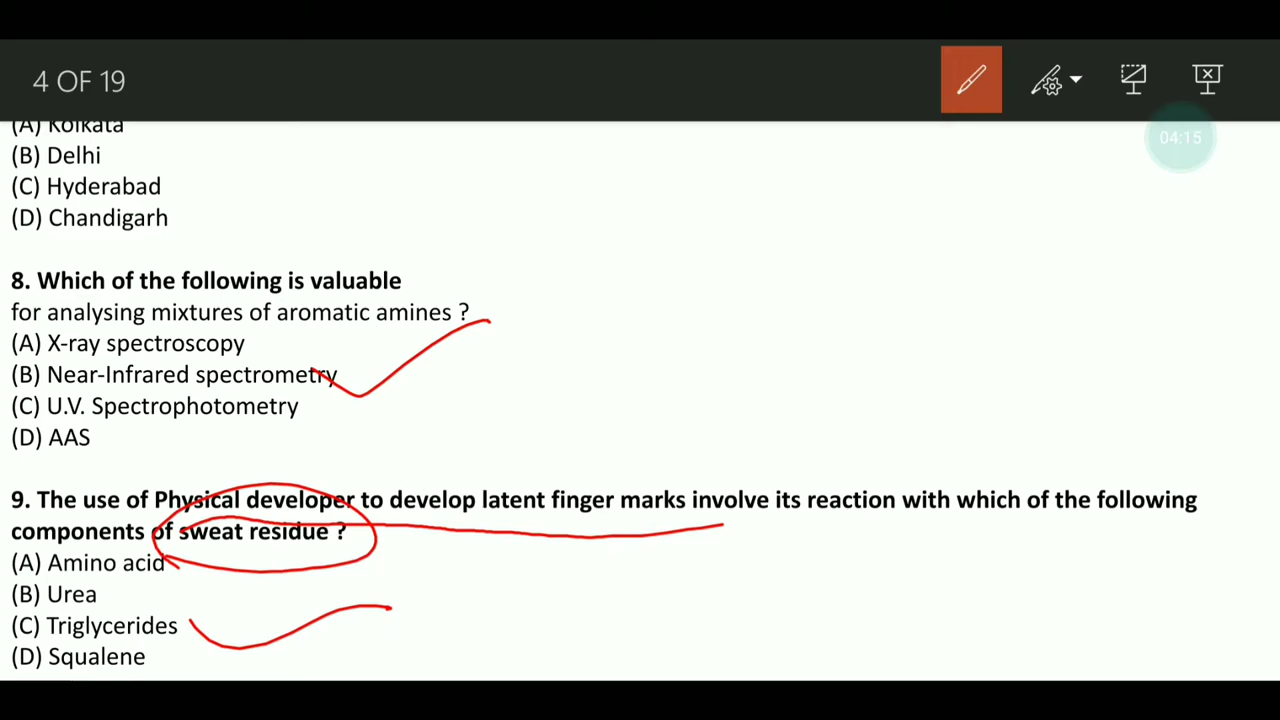 4 OF 19
04:15
(A) Kolkata
(B) Delhi
(C) Hyderabad
(D) Chandigarh
8. Which of the following is valuable
for analysing mixtures of aromatic amines ?
(A) X-ray spectroscopy
(B) Near-Infrared spectrometry
(C) U.V. Spectrophotometry
(D) AAS
9. The use of Physical developer to develop latent finger marks involve its reaction with which of the following
components of sweat residue ?
(A) Amino acid
(B) Urea
(C) Triglycerides
(D) Squalene